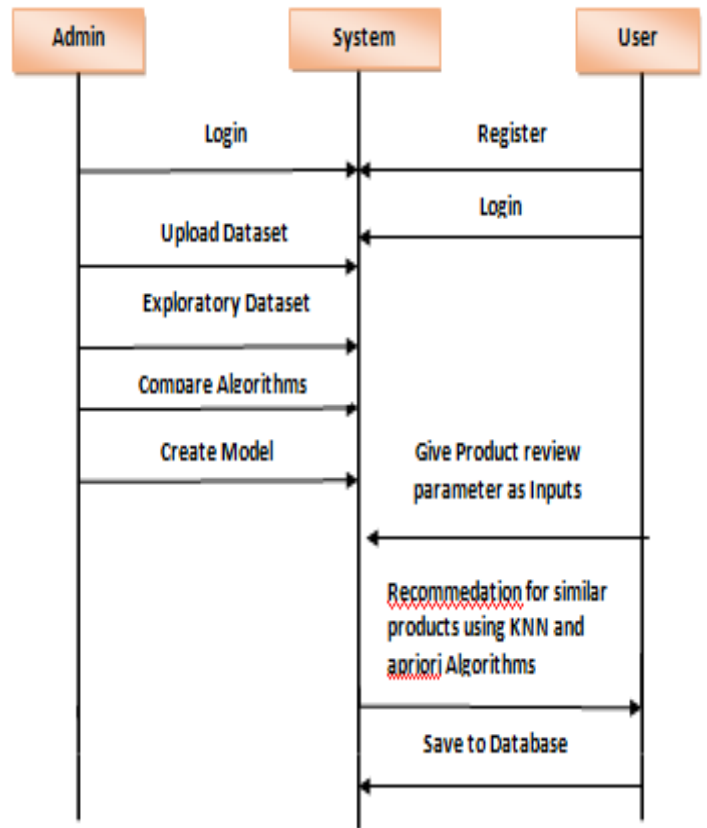 Admin
System
User
Login
Register
Login
Upload Dataset
Exploratory Dataset
Compare Algorithms
Create Model
Give Product review
parameter as Inputs
Recommedation for similar
products using KNN and
apriori Algorithms
Save to Database